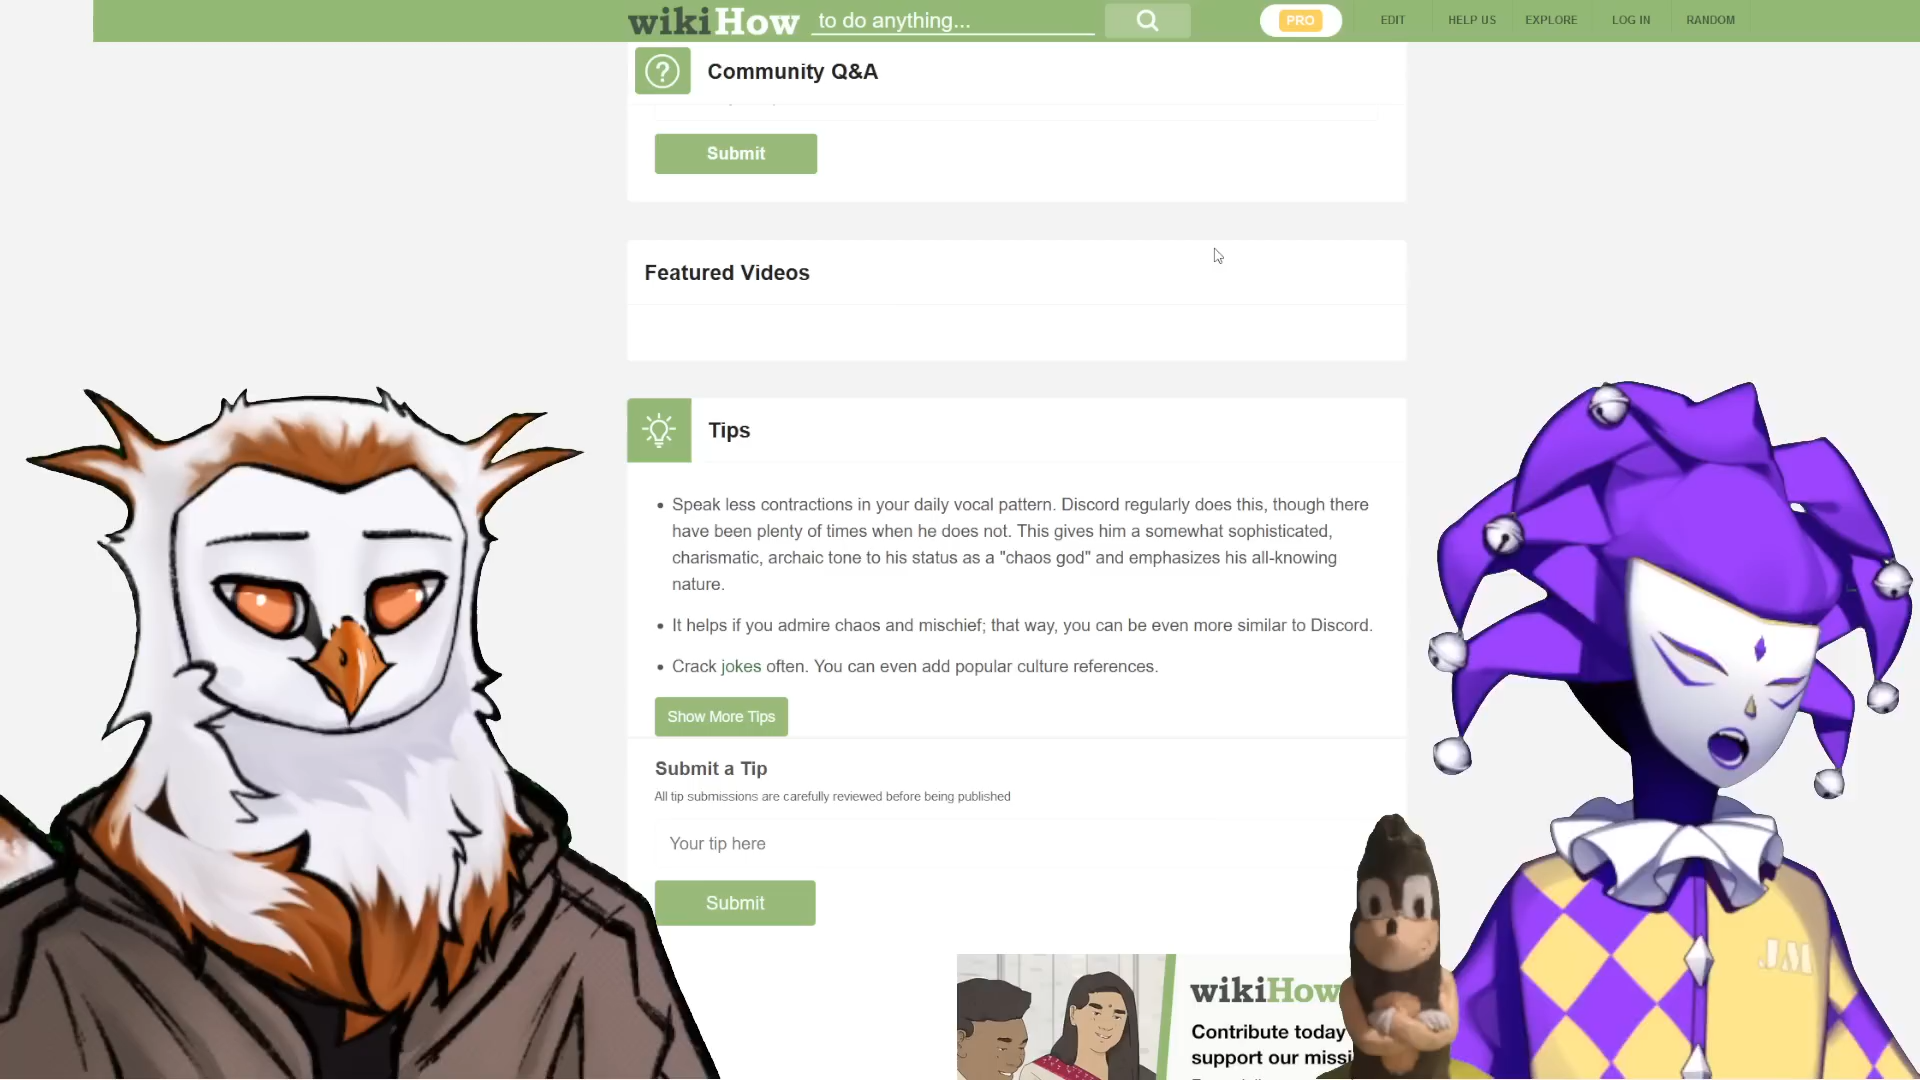 wikiHow to do anything... PRO EDIT HELP US EXPLORE LOG IN RANDOM
Community Q&A
Submit
Featured Videos
Tips
Speak less contractions in your daily vocal pattern. Discord regularly does this, though there
have been plenty of times when he does not. This gives him a somewhat sophisticated,
charismatic, archaic tone to his status as a "chaos god" and emphasizes his all-knowing
nature.
It helps if you admire chaos and mischief; that way, you can be even more similar to Discord.
Crack jokes often. You can even add popular culture references.
Show More Tips
Submit a Tip
All tip submissions are carefully reviewed before being published
Your tip here
Submit
JM
wikiHow
Contribute today
support our missi